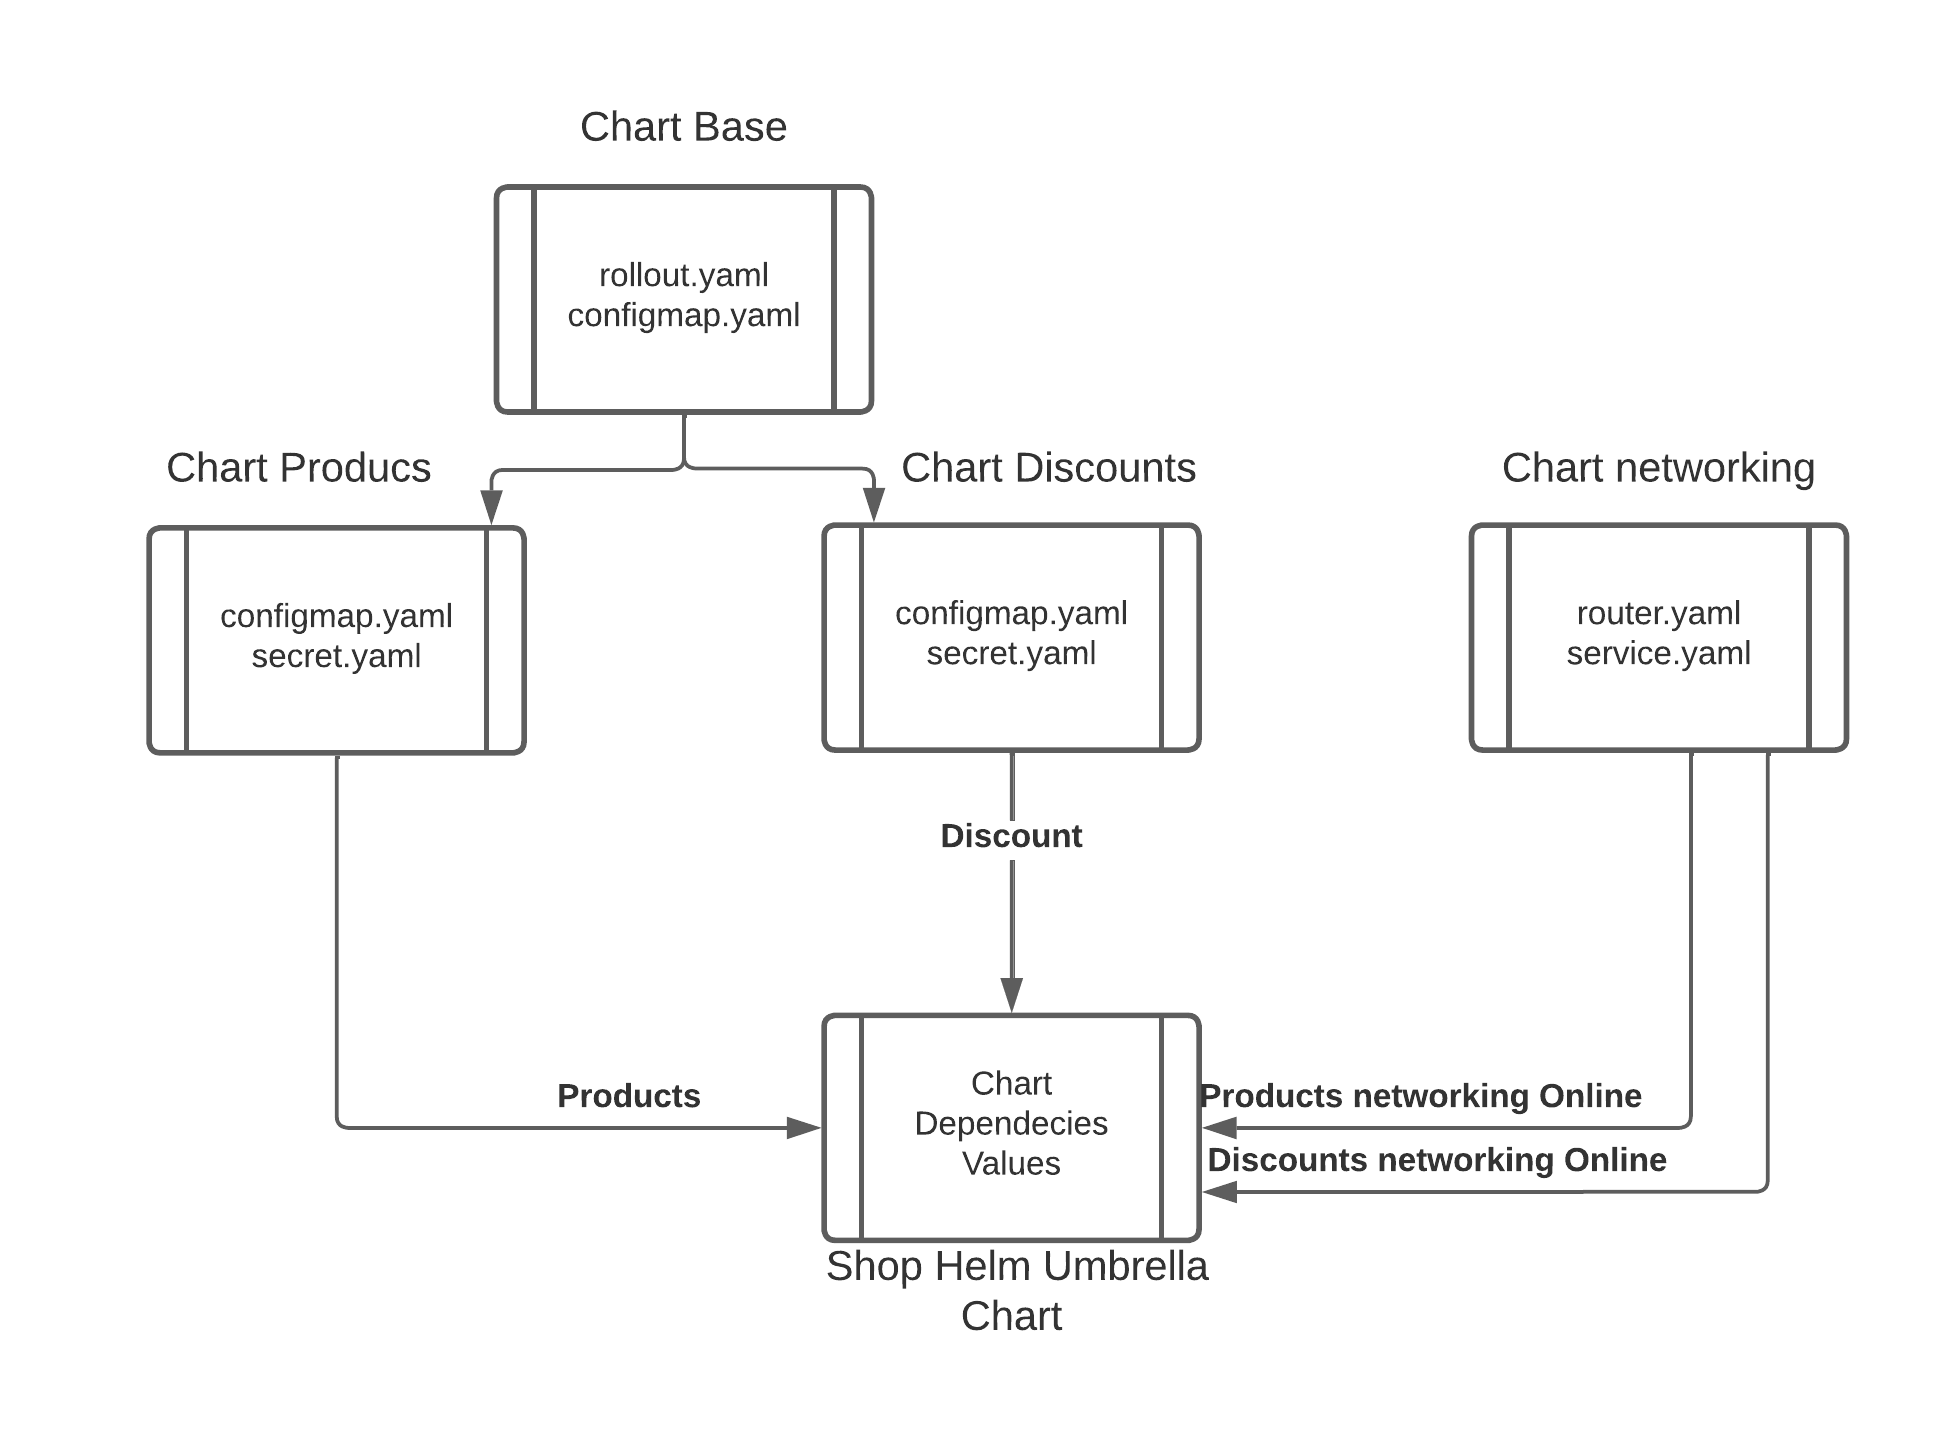 Chart Base
rollout.yaml
configmap.yaml
Chart Producs
Chart Discounts
Chart networking
configmap.yaml
secret.yaml
configmap.yaml
secret.yaml
router.yaml
service.yaml
Discount
Products
Chart
Dependecies
Values
Products networking Online
Discounts networking Online
Shop Helm Umbrella
Chart